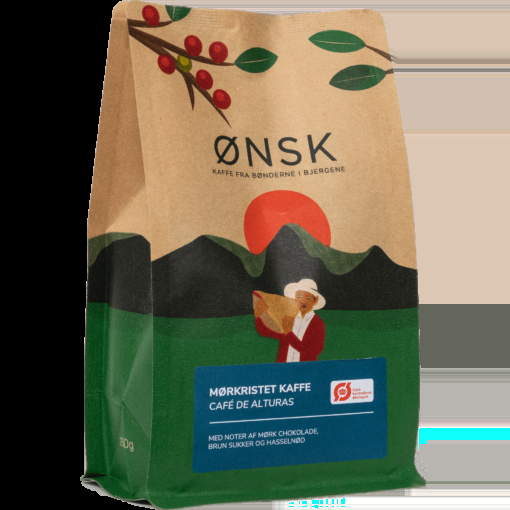 ØNSK
KAFFE FRA BØNDERNE I BJERGENE
MØRKRISTET KAFFE
CAFÉ DE ALTURAS
MED NOTER AF MØRK CHOKOLADE,
BRUN SUKKER OG HASSELNØD